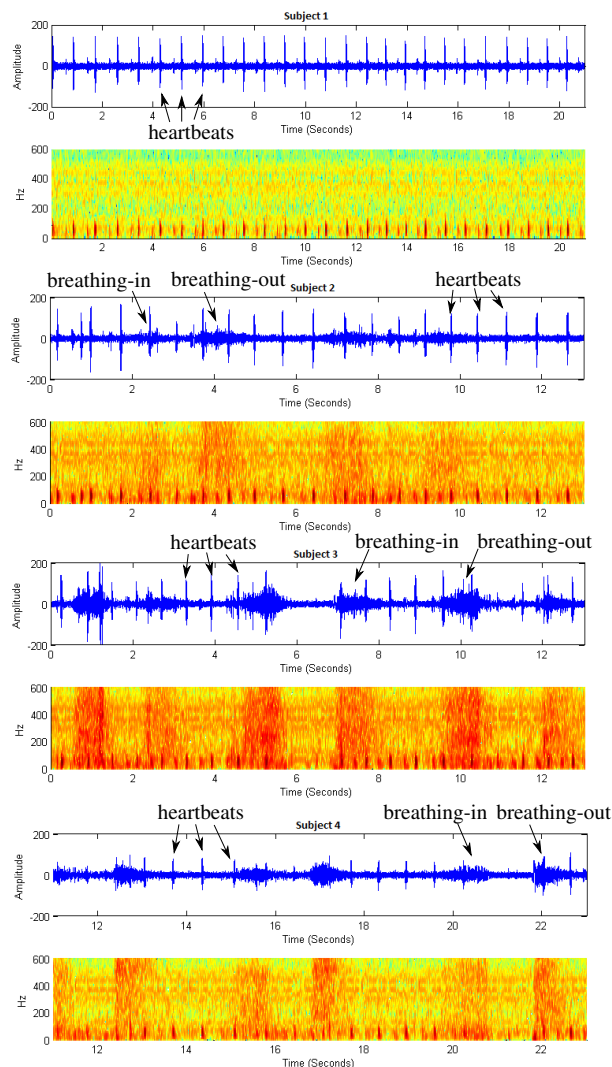 Subject 1
200
0
-200
Amplitude
0 2 4 6 8 10 12 14 16 18 20
heartbeats
Time (Seconds)
600
400
200
0
Hz
0 2 4 6 8 10 12 14 16 18 20
Time (Seconds)
breathing-in breathing-out heartbeats
Subject 2
200
0
-200
Amplitude
0 2 4 6 8 10 12
Time (Seconds)
600
400
200
0
Hz
0 2 4 6 8 10 12
Time (Seconds)
heartbeats breathing-in breathing-out
Subject 3
200
0
-200
Amplitude
0 2 4 6 8 10 12
Time (Seconds)
600
400
200
0
Hz
0 2 4 6 8 10 12
Time (Seconds)
heartbeats breathing-in breathing-out
Subject 4
200
0
-200
Amplitude
12 14 16 18 20 22
Time (Seconds)
600
400
200
0
Hz
12 14 16 18 20 22
Time (Seconds)